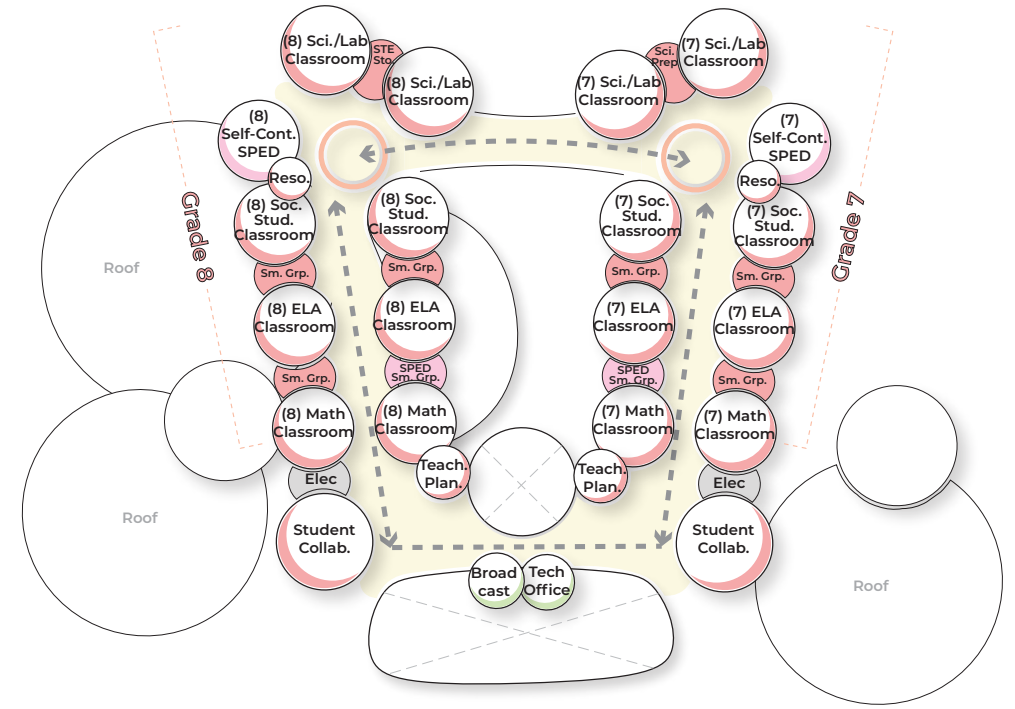 (8) Sci./Lab
Classroom
STE
Sto.
(8) Sci./Lab
Classroom
(7) Sci./Lab
Classroom
Sci.
Prep
(7) Sci./Lab
Classroom
(8)
Self-Cont.
SPED
Reso.
(8) Soc.
Stud.
Classroom
Sm. Grp.
(8) ELA
Classroom
Sm. Grp.
(8) Math
Classroom
Elec
Student
Collab.
Grade 8
(8) Soc.
Stud.
Classroom
Sm. Grp.
(8) ELA
Classroom
SPED
Sm. Grp.
(8) Math
Classroom
Teach.
Plan.
(7) Soc.
Stud.
Classroom
Sm. Grp.
(7) ELA
Classroom
SPED
Sm. Grp.
(7) Math
Classroom
Teach.
Plan.
(7)
Self-Cont.
SPED
Reso.
(7) Soc.
Stud.
Classroom
Sm. Grp.
(7) ELA
Classroom
Sm. Grp.
(7) Math
Classroom
Elec
Student
Collab.
Grade 7
Broad
cast
Tech
Office
Roof
Roof
Roof